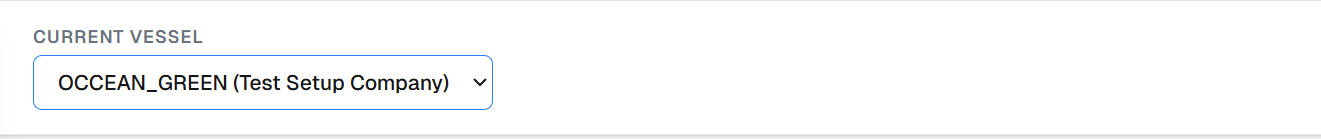 CURRENT VESSEL
OCCEAN_GREEN (Test Setup Company)